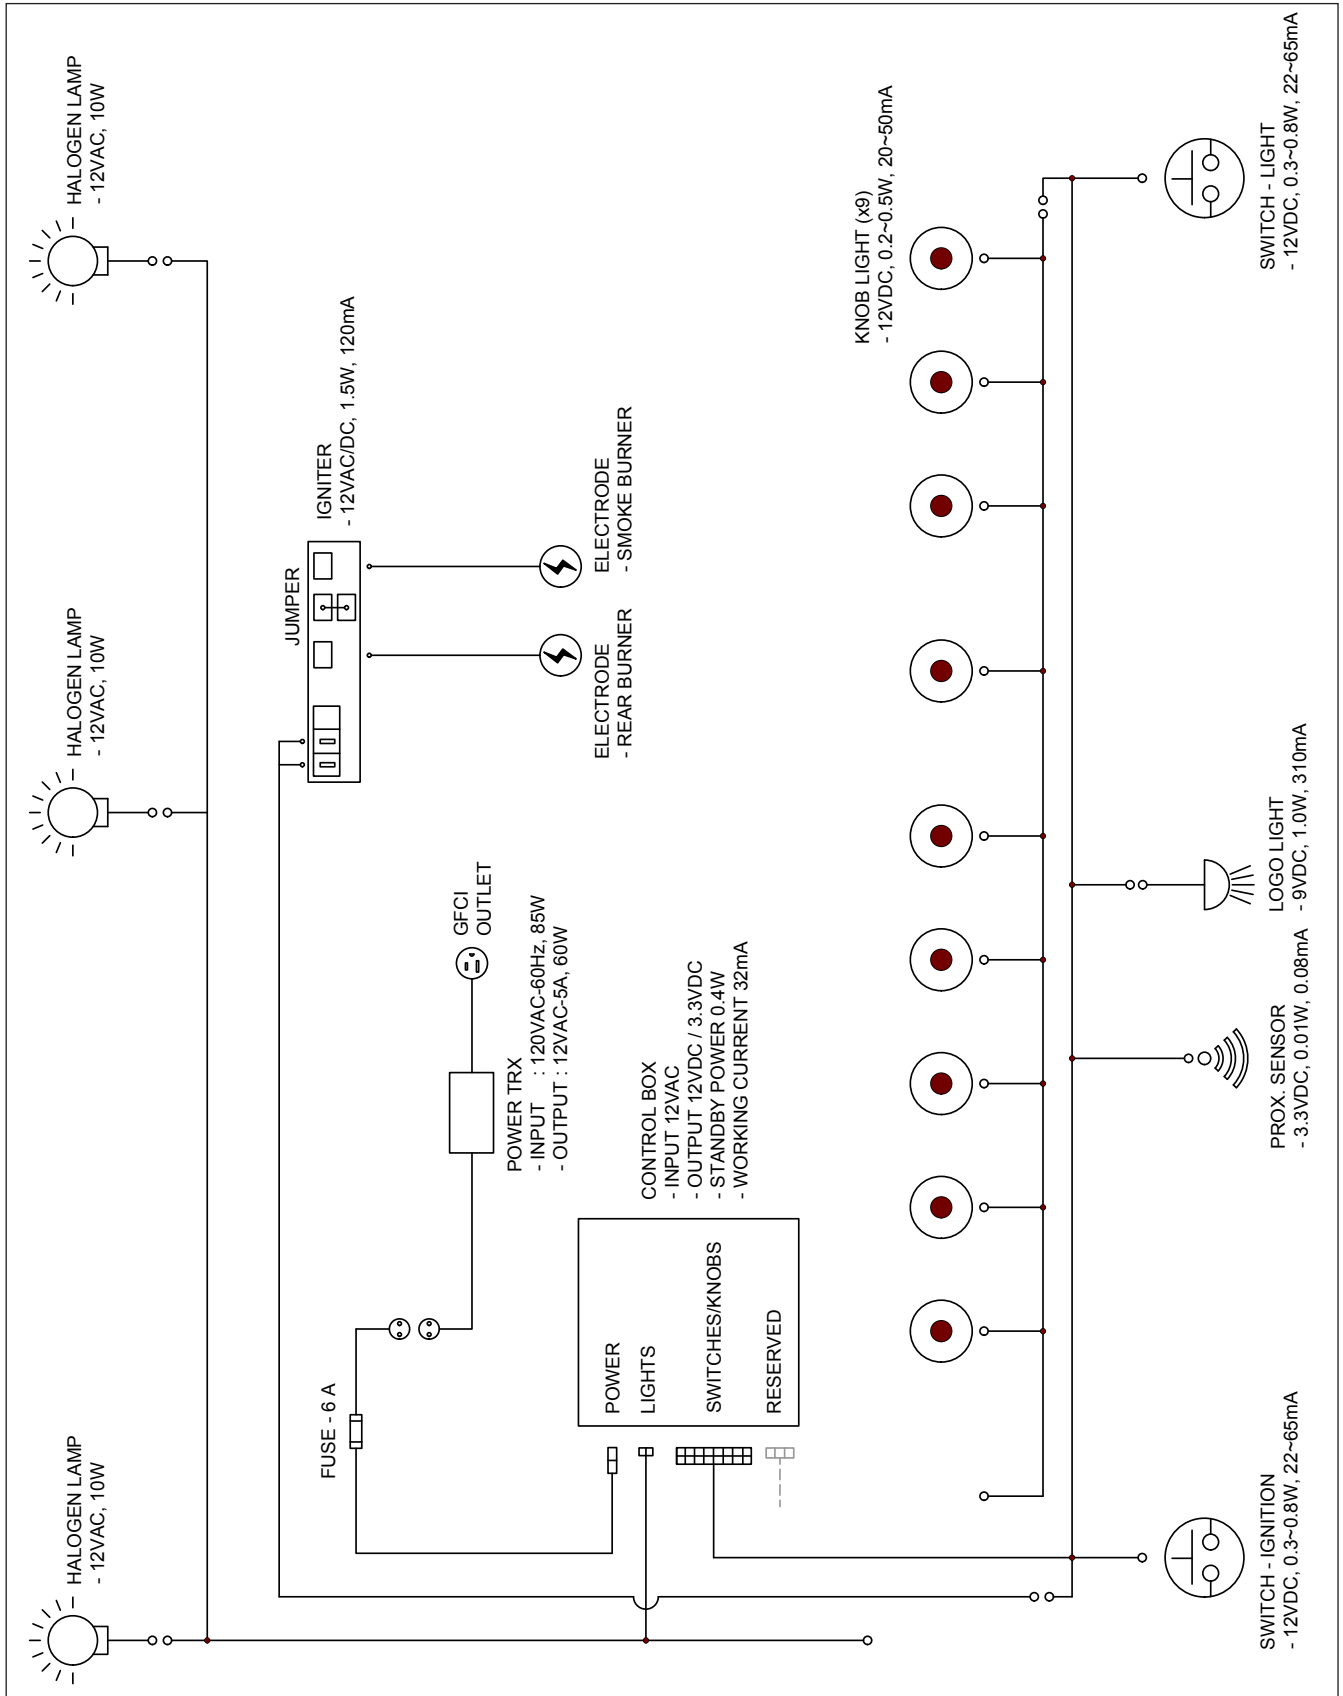 HALOGEN LAMP
- 12VAC, 10W
HALOGEN LAMP
- 12VAC, 10W
HALOGEN LAMP
- 12VAC, 10W
FUSE - 6 A
JUMPER
IGNITER
- 12VAC/DC, 1.5W, 120mA
GFCI
OUTLET
POWER TRX
- INPUT : 120VAC-60Hz, 85W
- OUTPUT : 12VAC-5A, 60W
ELECTRODE
- REAR BURNER
ELECTRODE
- SMOKE BURNER
CONTROL BOX
- INPUT 12VAC
- OUTPUT 12VDC / 3.3VDC
- STANDBY POWER 0.4W
- WORKING CURRENT 32mA
POWER
LIGHTS
SWITCHES/KNOBS
RESERVED
KNOB LIGHT (x9)
- 12VDC, 0.2~0.5W, 20~50mA
SWITCH - IGNITION
- 12VDC, 0.3~0.8W, 22~65mA
PROX. SENSOR
- 3.3VDC, 0.01W, 0.08mA
LOGO LIGHT
- 9VDC, 1.0W, 310mA
SWITCH - LIGHT
- 12VDC, 0.3~0.8W, 22~65mA